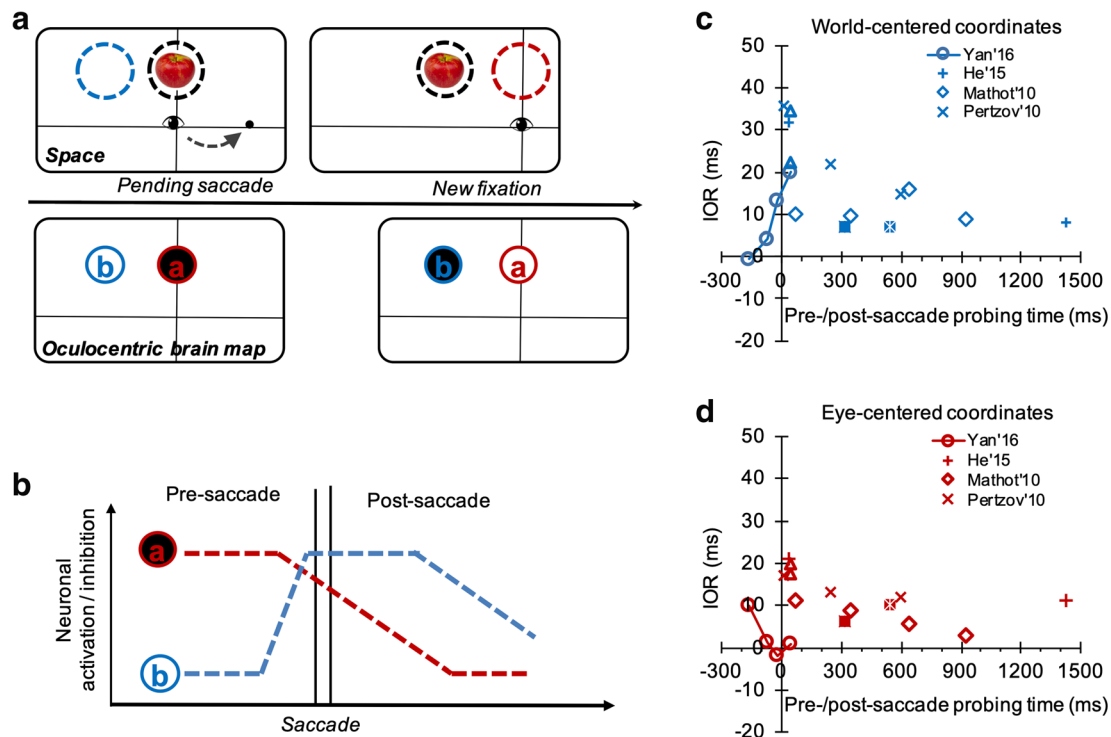 a
Space
Pending saccade
New fixation
b
a
b
a
Oculocentric brain map
b
Pre-saccade
Post-saccade
Neuronal
activation / inhibition
a
b
Saccade
c
World-centered coordinates
50
40
30
20
10
0
-10
-20
IOR (ms)
Yan'16
He'15
Mathot'10
Pertzov'10
-300
0
300
600
900
1200
1500
Pre-/post-saccade probing time (ms)
d
Eye-centered coordinates
50
40
30
20
10
0
-10
-20
IOR (ms)
Yan'16
He'15
Mathot'10
Pertzov'10
-300
0
300
600
900
1200
1500
Pre-/post-saccade probing time (ms)